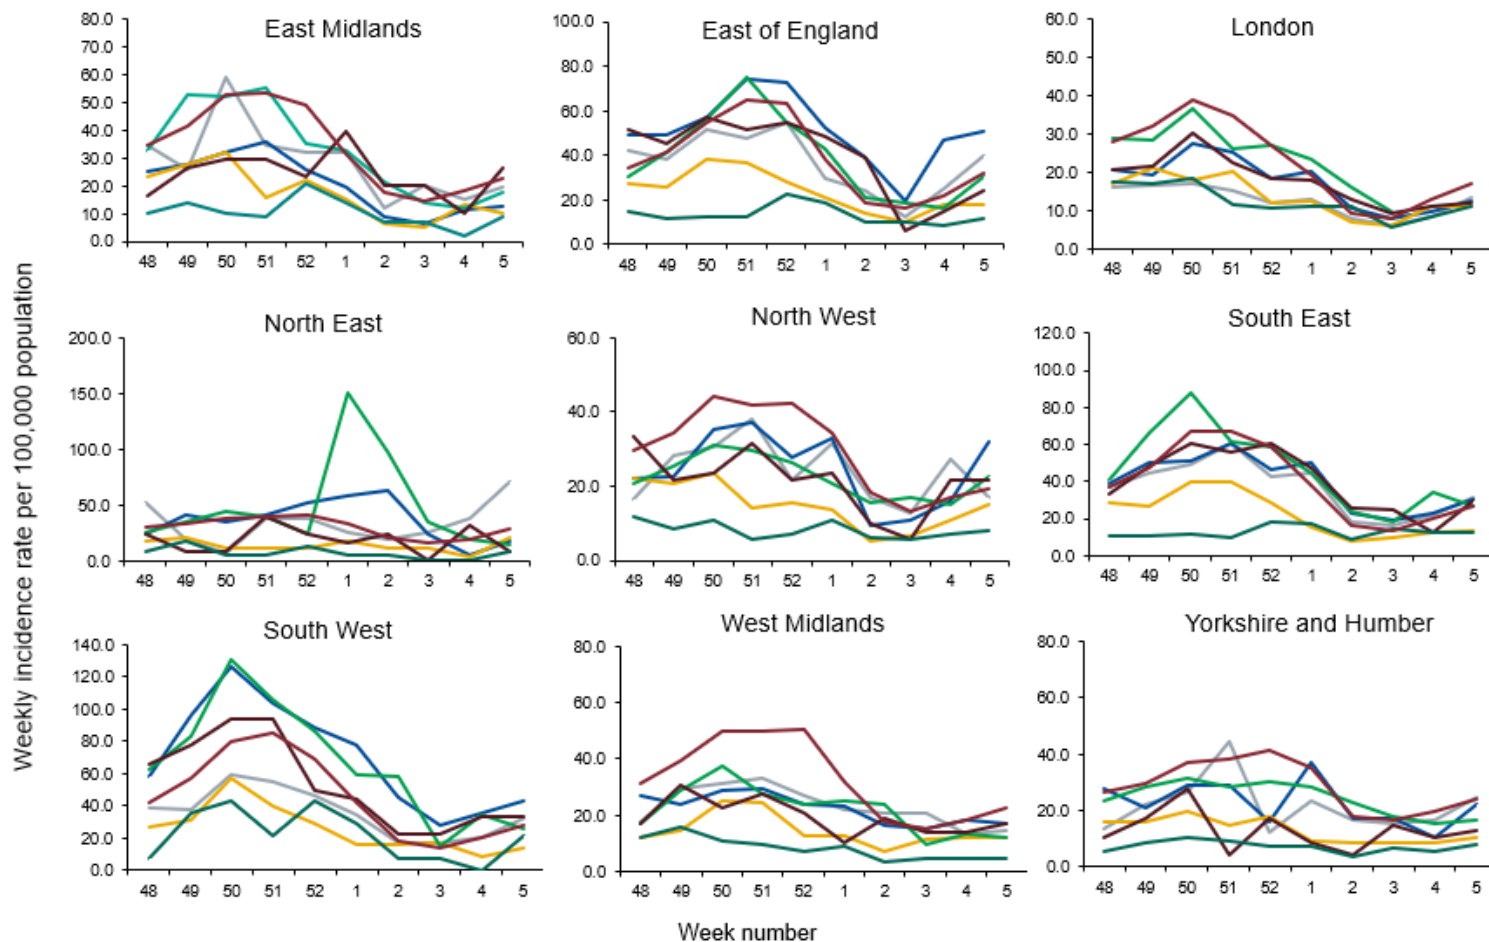 Weekly incidence rate per 100,000 population
East Midlands
80.0
70.0
60.0
50.0
40.0
30.0
20.0
10.0
0.0
48 49 50 51 52 1 2 3 4 5
East of England
100.0
80.0
60.0
40.0
20.0
0.0
48 49 50 51 52 1 2 3 4 5
London
60.0
50.0
40.0
30.0
20.0
10.0
0.0
48 49 50 51 52 1 2 3 4 5
North East
200.0
150.0
100.0
50.0
0.0
48 49 50 51 52 1 2 3 4 5
North West
60.0
40.0
20.0
0.0
48 49 50 51 52 1 2 3 4 5
South East
120.0
100.0
80.0
60.0
40.0
20.0
0.0
48 49 50 51 52 1 2 3 4 5
South West
140.0
120.0
100.0
80.0
60.0
40.0
20.0
0.0
48 49 50 51 52 1 2 3 4 5
West Midlands
80.0
60.0
40.0
20.0
0.0
48 49 50 51 52 1 2 3 4 5
Yorkshire and Humber
80.0
60.0
40.0
20.0
0.0
48 49 50 51 52 1 2 3 4 5
Week number